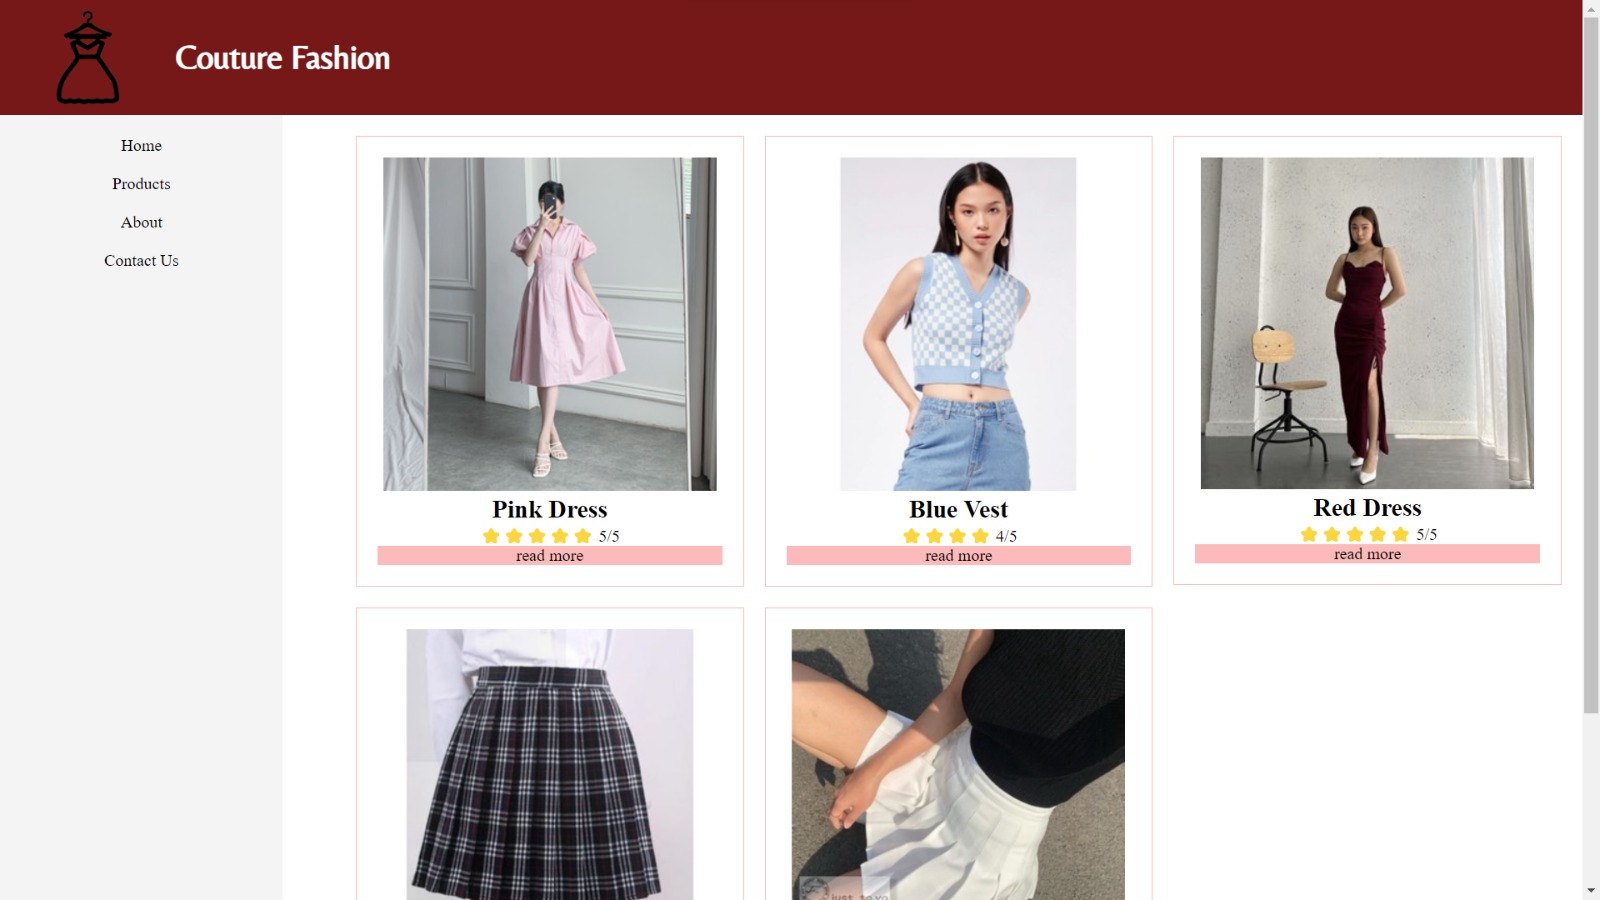 Couture Fashion
Home
Products
About
Contact Us
Pink Dress
5/5
read more
Blue Vest
4/5
read more
Red Dress
5/5
read more